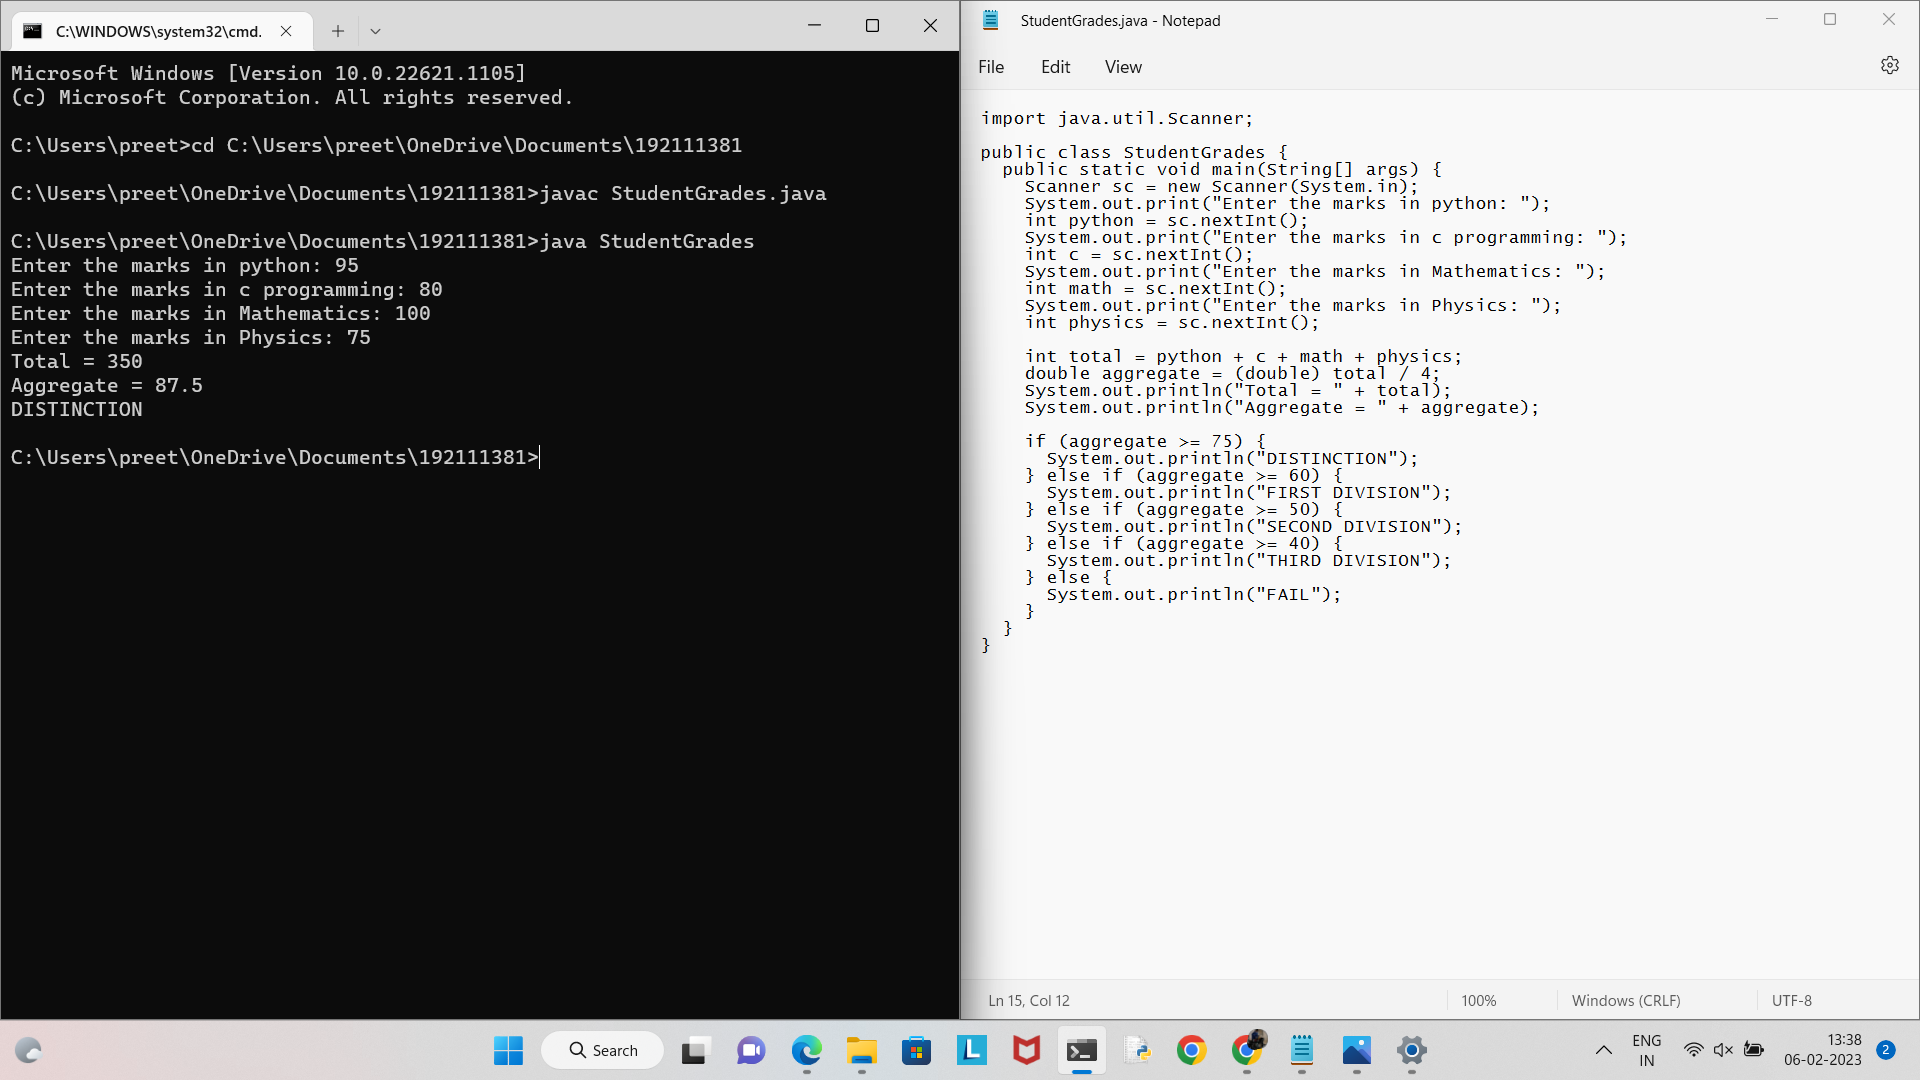 C:\WINDOWS\system32\cmd.
Microsoft Windows [Version 10.0.22621.1105]
(c) Microsoft Corporation. All rights reserved.
C:\Users\preet>cd C:\Users\preet\OneDrive\Documents\192111381
C:\Users\preet\OneDrive\Documents\192111381>javac StudentGrades.java
C:\Users\preet\OneDrive\Documents\192111381>java StudentGrades
Enter the marks in python: 95
Enter the marks in c programming: 80
Enter the marks in Mathematics: 100
Enter the marks in Physics: 75
Total = 350
Aggregate = 87.5
DISTINCTION
C:\Users\preet\OneDrive\Documents\192111381>
StudentGrades.java - Notepad
File Edit View
import java.util.Scanner;
public class StudentGrades {
public static void main(String[] args) {
Scanner sc = new Scanner(System.in);
System.out.print("Enter the marks in python: ");
int python = sc.nextInt();
System.out.print("Enter the marks in c programming: ");
int c = sc.nextInt();
System.out.print("Enter the marks in Mathematics: ");
int math = sc.nextInt();
System.out.print("Enter the marks in Physics: ");
int physics = sc.nextInt();
int total = python + c + math + physics;
double aggregate = (double) total / 4;
System.out.println("Total = " + total);
System.out.println("Aggregate = " + aggregate);
if (aggregate >= 75) {
System.out.println("DISTINCTION");
} else if (aggregate >= 60) {
System.out.println("FIRST DIVISION");
} else if (aggregate >= 50) {
System.out.println("SECOND DIVISION");
} else if (aggregate >= 40) {
System.out.println("THIRD DIVISION");
} else {
System.out.println("FAIL");
}
}
}
Ln 15, Col 12 100% Windows (CRLF) UTF-8
Search
L
ENG
IN
13:38
06-02-2023
2